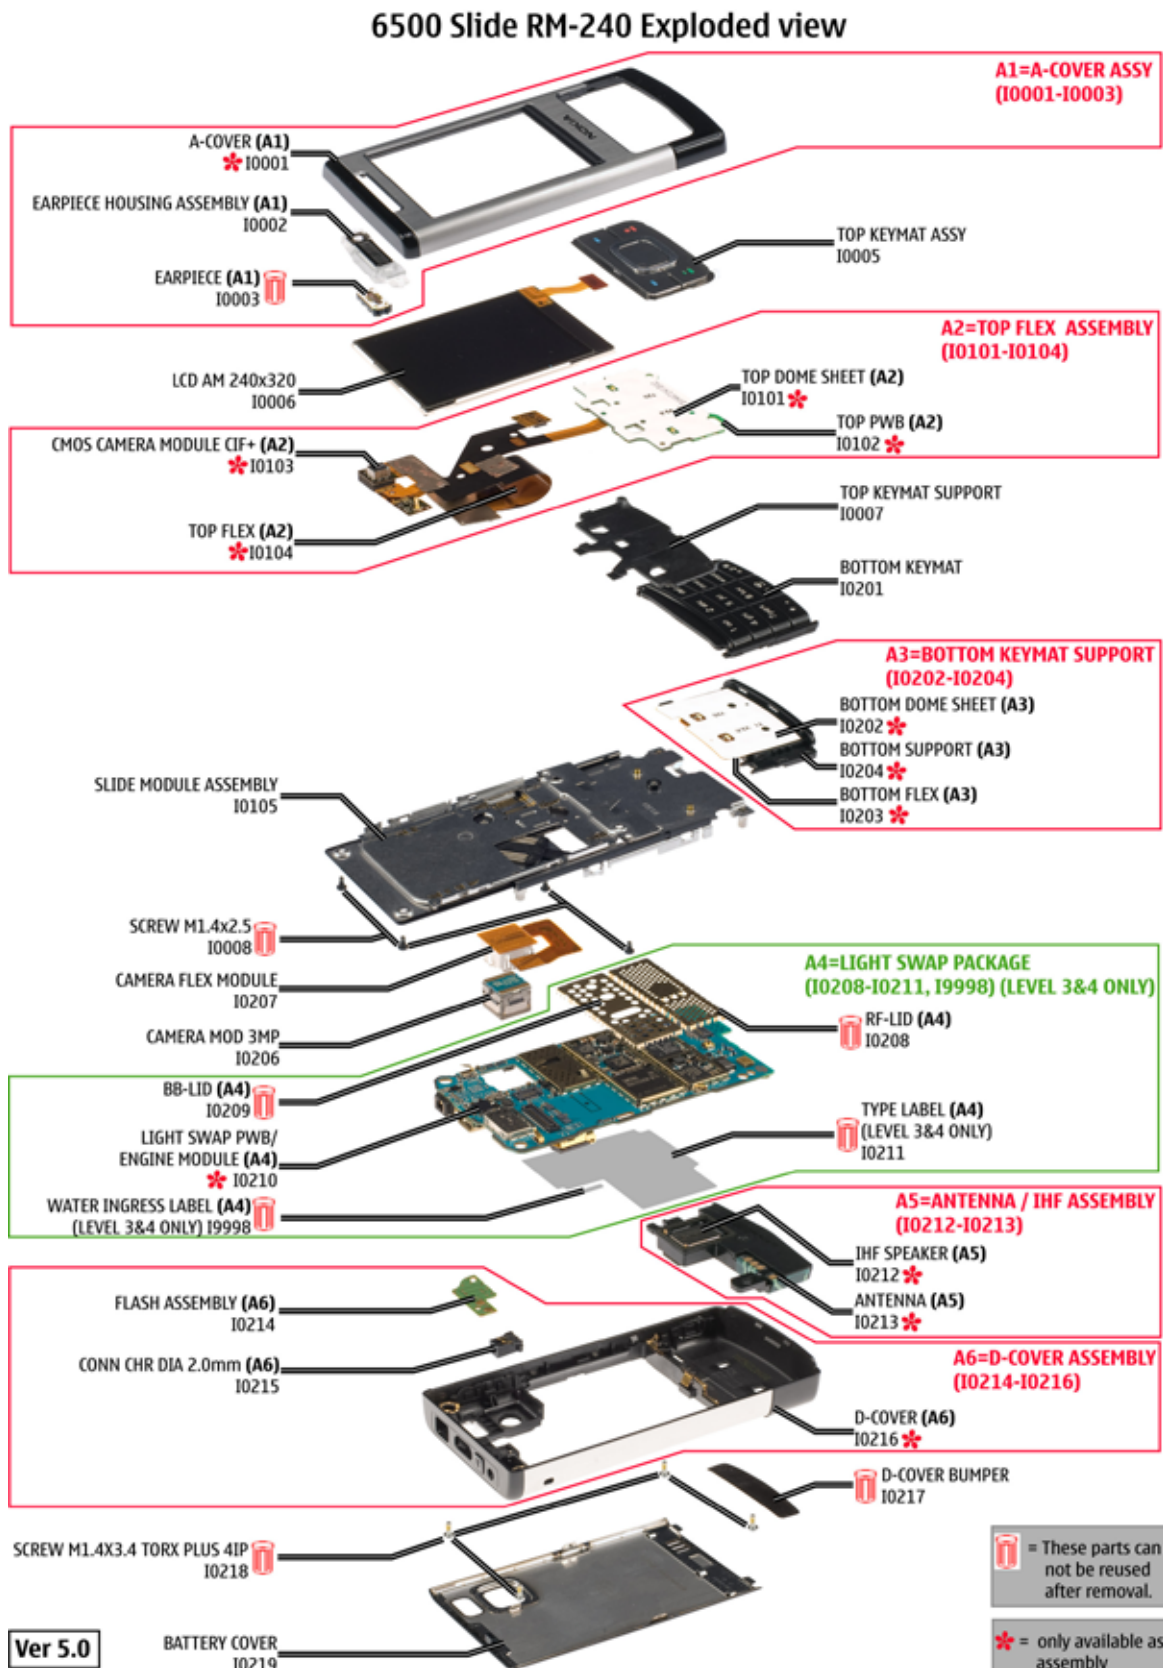 6500 Slide RM-240 Exploded view
A1=A-COVER ASSY
(I0001-I0003)
A-COVER (A1)
I0001
NOKIA
EARPIECE HOUSING ASSEMBLY (A1)
I0002
TOP KEYMAT ASSY
I0005
EARPIECE (A1)
I0003
A2=TOP FLEX ASSEMBLY
(I0101-I0104)
LCD AM 240x320
I0006
TOP DOME SHEET (A2)
I0101
TOP PWB (A2)
I0102
CMOS CAMERA MODULE CIF+ (A2)
I0103
TOP KEYMAT SUPPORT
I0007
TOP FLEX (A2)
I0104
BOTTOM KEYMAT
I0201
A3=BOTTOM KEYMAT SUPPORT
(I0202-I0204)
BOTTOM DOME SHEET (A3)
I0202
BOTTOM SUPPORT (A3)
I0204
BOTTOM FLEX (A3)
I0203
SLIDE MODULE ASSEMBLY
I0105
SCREW M1.4x2.5
I0008
A4=LIGHT SWAP PACKAGE
(I0208-I0211, I9998) (LEVEL 3&4 ONLY)
CAMERA FLEX MODULE
I0207
RF-LID (A4)
I0208
CAMERA MOD 3MP
I0206
BB-LID (A4)
I0209
TYPE LABEL (A4)
(LEVEL 3&4 ONLY)
I0211
LIGHT SWAP PWB/
ENGINE MODULE (A4)
I0210
WATER INGRESS LABEL (A4)
(LEVEL 3&4 ONLY) I9998
A5=ANTENNA / IHF ASSEMBLY
(I0212-I0213)
IHF SPEAKER (A5)
I0212
ANTENNA (A5)
I0213
FLASH ASSEMBLY (A6)
I0214
A6=D-COVER ASSEMBLY
(I0214-I0216)
CONN CHR DIA 2.0mm (A6)
I0215
D-COVER (A6)
I0216
D-COVER BUMPER
I0217
SCREW M1.4X3.4 TORX PLUS 4IP
I0218
= These parts can
not be reused
after removal.
Ver 5.0
BATTERY COVER
I0219
= only available as
assembly